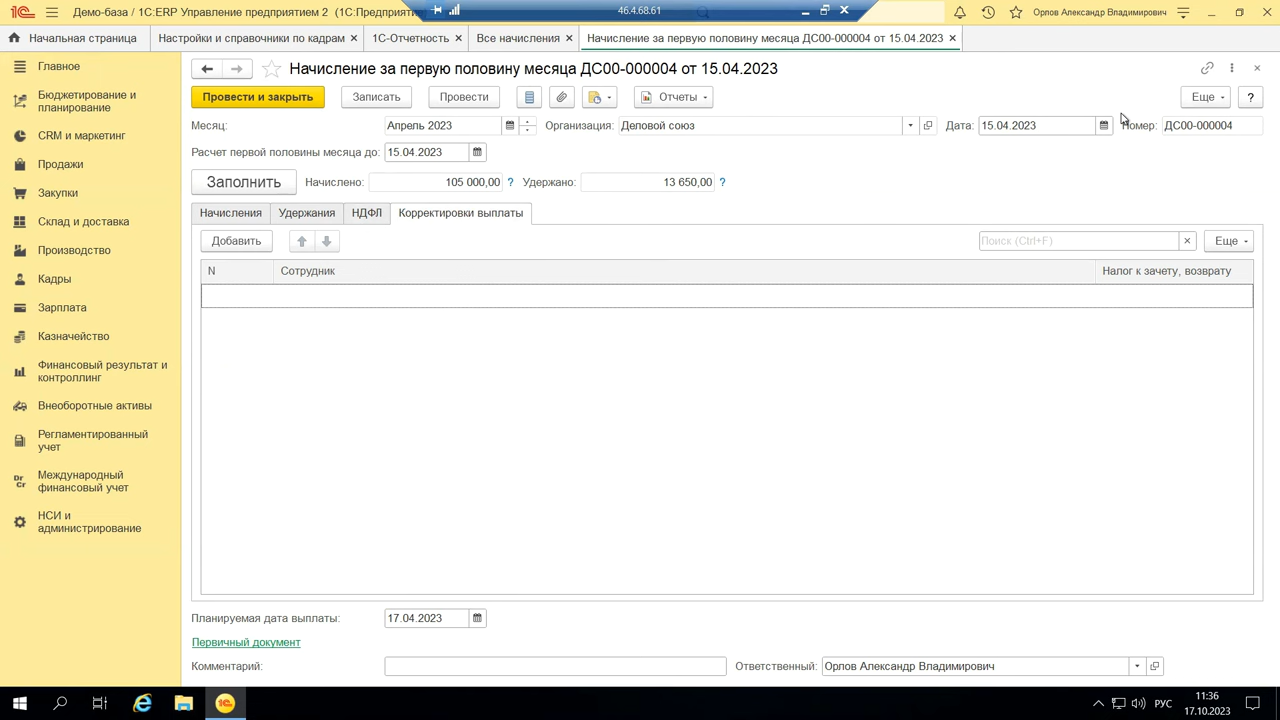 Демо-база / 1С:ERP Управление предприятием 2 (1С:Предприяти
46.4.68.61
Орлов Александр Владимирович
Начальная страница
Настройки и справочники по кадрам
1С-Отчетность
Все начисления
Начисление за первую половину месяца ДС00-000004 от 15.04.2023
Главное
Бюджетирование и
планирование
CRM и маркетинг
Продажи
Закупки
Склад и доставка
Производство
Кадры
Зарплата
Казначейство
Финансовый результат и
контроллинг
Внеоборотные активы
Регламентированный
учет
Международный
финансовый учет
НСИ и
администрирование
Начисление за первую половину месяца ДС00-000004 от 15.04.2023
Провести и закрыть
Записать
Провести
Отчеты
Еще
?
Месяц:
Апрель 2023
Организация:
Деловой союз
Дата:
15.04.2023
Номер:
ДС00-000004
Расчет первой половины месяца до:
15.04.2023
Заполнить
Начислено:
105 000,00
?
Удержано:
13 650,00
?
Начисления
Удержания
НДФЛ
Корректировки выплаты
Добавить
Поиск (Ctrl+F)
Еще
N
Сотрудник
Налог к зачету, возврату
Планируемая дата выплаты:
17.04.2023
Первичный документ
Комментарий:
Ответственный:
Орлов Александр Владимирович
РУС
11:36
17.10.2023